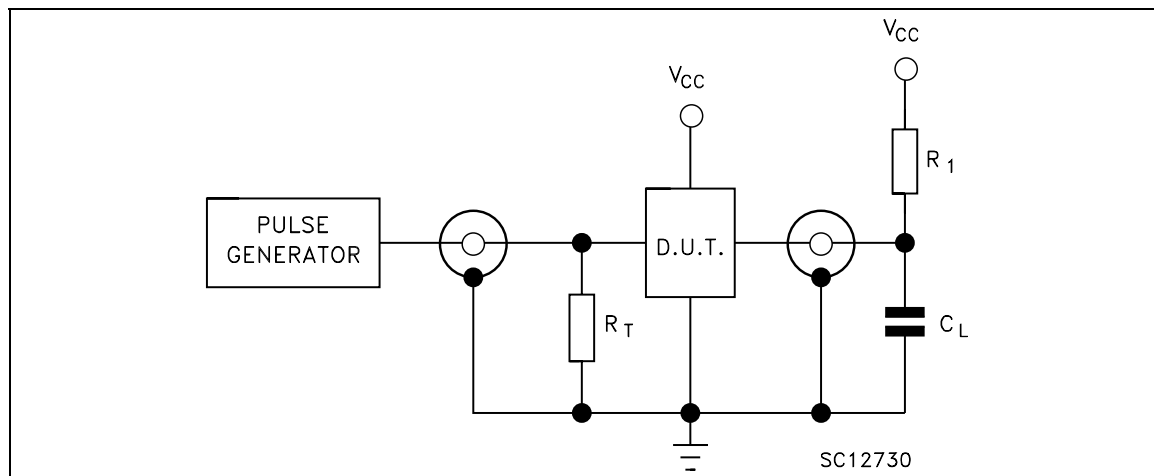 VCC
VCC
R1
PULSE
GENERATOR
D.U.T.
RT
CL
SC12730